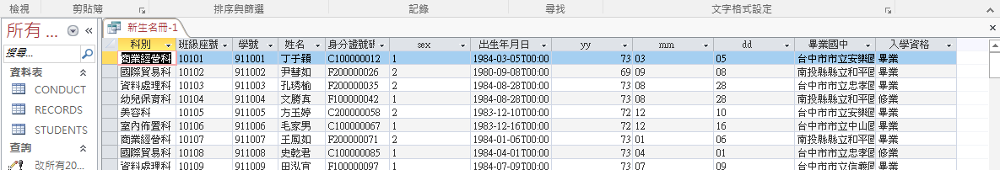 檢視 剪貼簿 排序與篩選 記錄 尋找 文字格式設定
所有 ...
新生名冊-1
搜尋...
資料表
CONDUCT
RECORDS
STUDENTS
查詢
改所有20...
科別 班級座號 學號 姓名 身分證號碼 sex 出生年月日 yy mm dd 畢業國中 入學資格
商業經營科 10101 911001 丁于穎 C100000012 1 1984-03-05T00:00 73 03 05 台中市市立安樂國 畢業
國際貿易科 10102 911002 尹彗如 F200000026 2 1980-09-08T00:00 69 09 08 南投縣縣立和平國 畢業
資料處理科 10103 911003 孔琇榆 F200000035 2 1984-08-28T00:00 73 08 28 台中市市立忠孝國 畢業
幼兒保育科 10104 911004 文勝真 F100000042 1 1984-08-28T00:00 73 08 28 南投縣縣立和平國 修業
美容科 10105 911005 方玉婷 C200000058 2 1983-12-10T00:00 72 12 10 台中市市立安樂國 畢業
室內佈置科 10106 911006 毛家男 C100000067 1 1983-12-16T00:00 72 12 16 台中市市立中山國 畢業
商業經營科 10107 911007 王鳳如 F200000071 2 1984-01-06T00:00 73 01 06 南投縣縣立和平國 畢業
國際貿易科 10108 911008 史乾君 C100000085 1 1984-04-01T00:00 73 04 01 台中市市立忠孝國 修業
資料處理科 10109 911009 田泓宜 F100000097 1 1984-07-09T00:00 73 07 09 台中市市立信義國 畢業